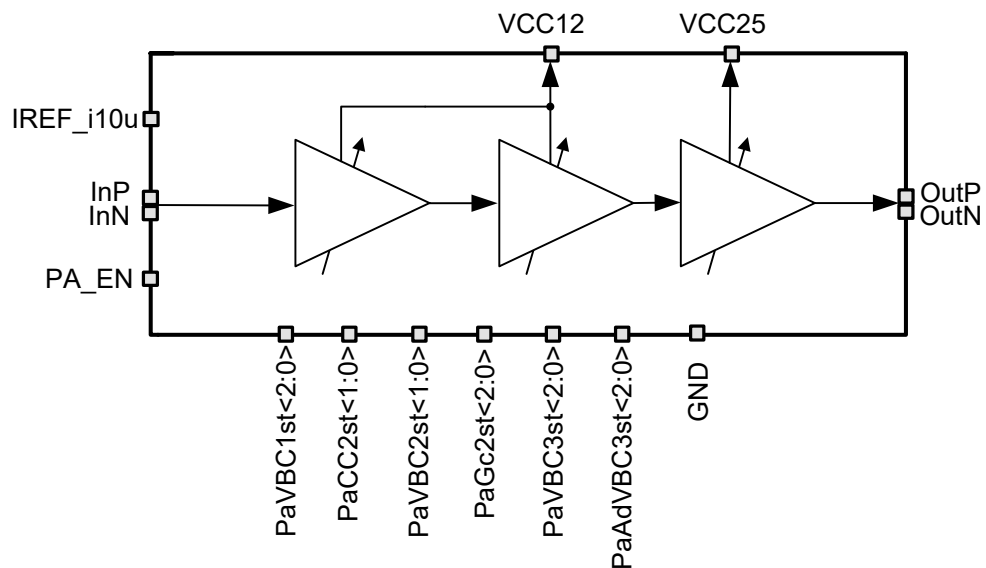 VCC12
VCC25
IREF_i10u
InP
InN
OutP
OutN
PA_EN
PaVBC1st<2:0>
PaCC2st<1:0>
PaVBC2st<1:0>
PaGc2st<2:0>
PaVBC3st<2:0>
PaAdVBC3st<2:0>
GND